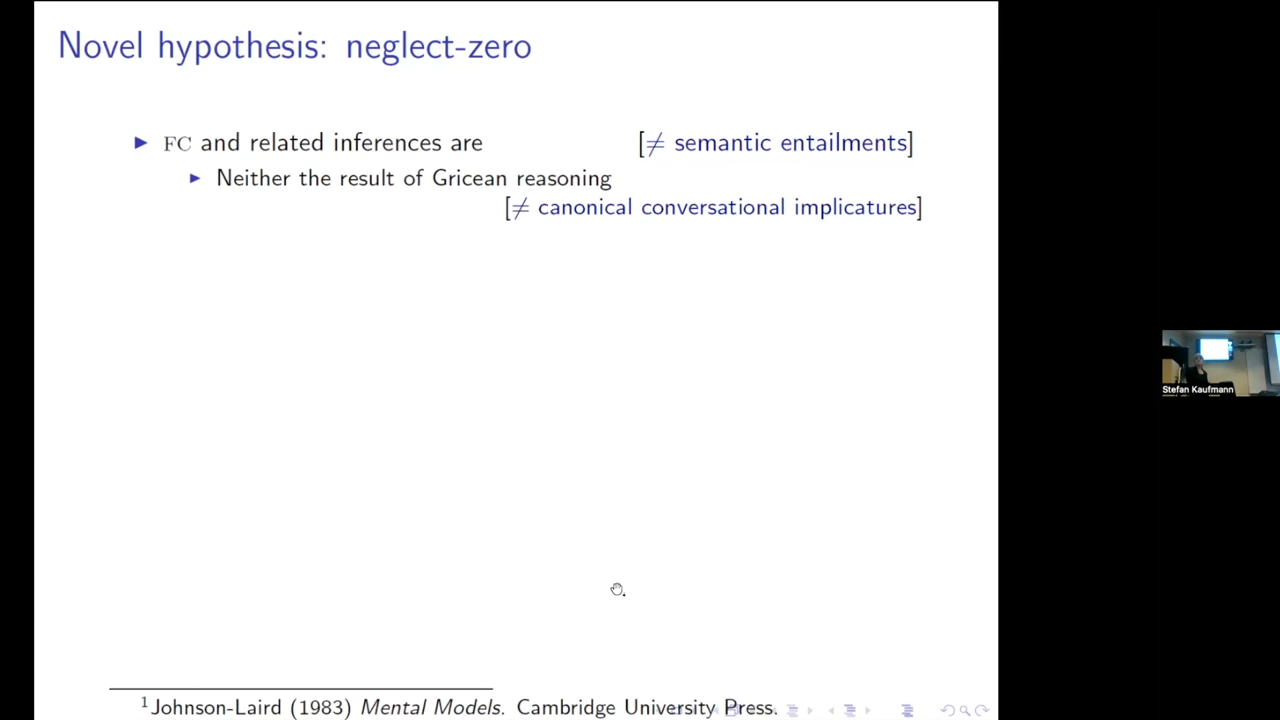 Novel hypothesis: neglect-zero
▶ FC and related inferences are [≠ semantic entailments]
▶ Neither the result of Gricean reasoning
[≠ canonical conversational implicatures]
Stefan Kaufmann
¹Johnson-Laird (1983) Mental Models. Cambridge University Press.